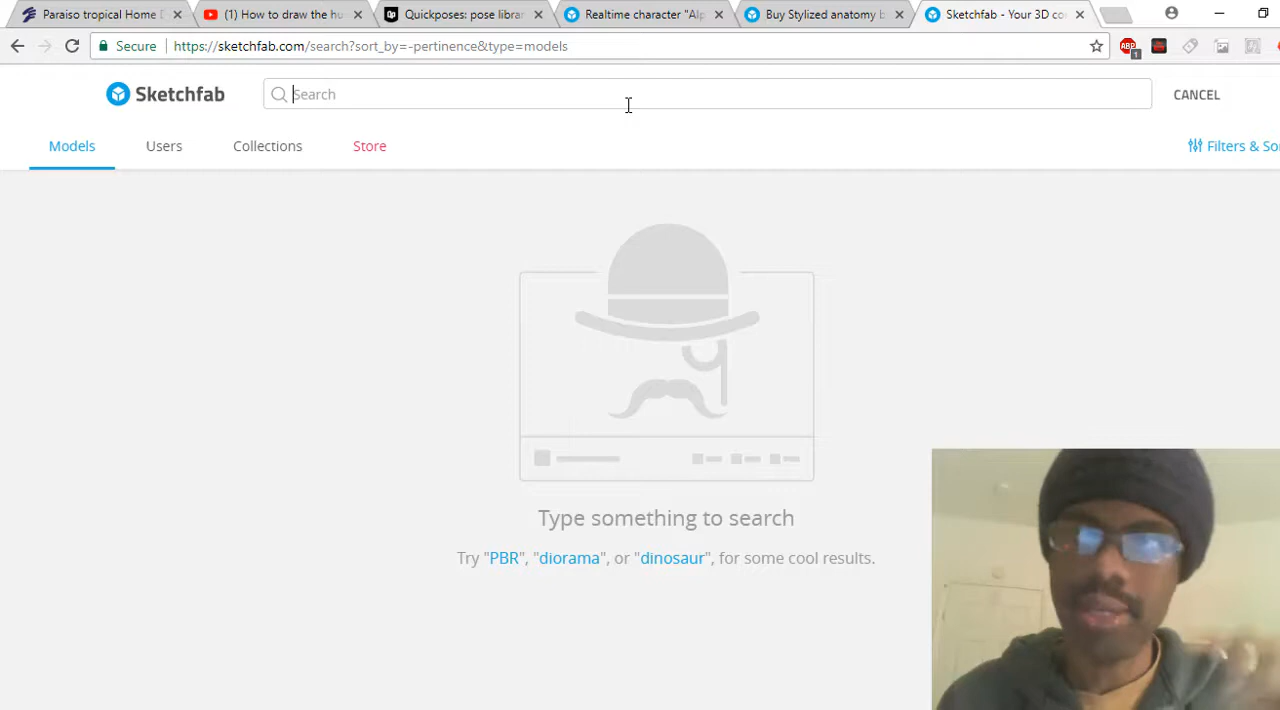 Paraiso tropical Home D
(1) How to draw the hu
Quickposes: pose librar
Realtime character "Alp
Buy Stylized anatomy b
Sketchfab - Your 3D co
Secure
https://sketchfab.com/search?sort_by=-pertinence&type=models
ABP
1
Sketchfab
Search
CANCEL
Models
Users
Collections
Store
Filters & So
Type something to search
Try "PBR", "diorama", or "dinosaur", for some cool results.